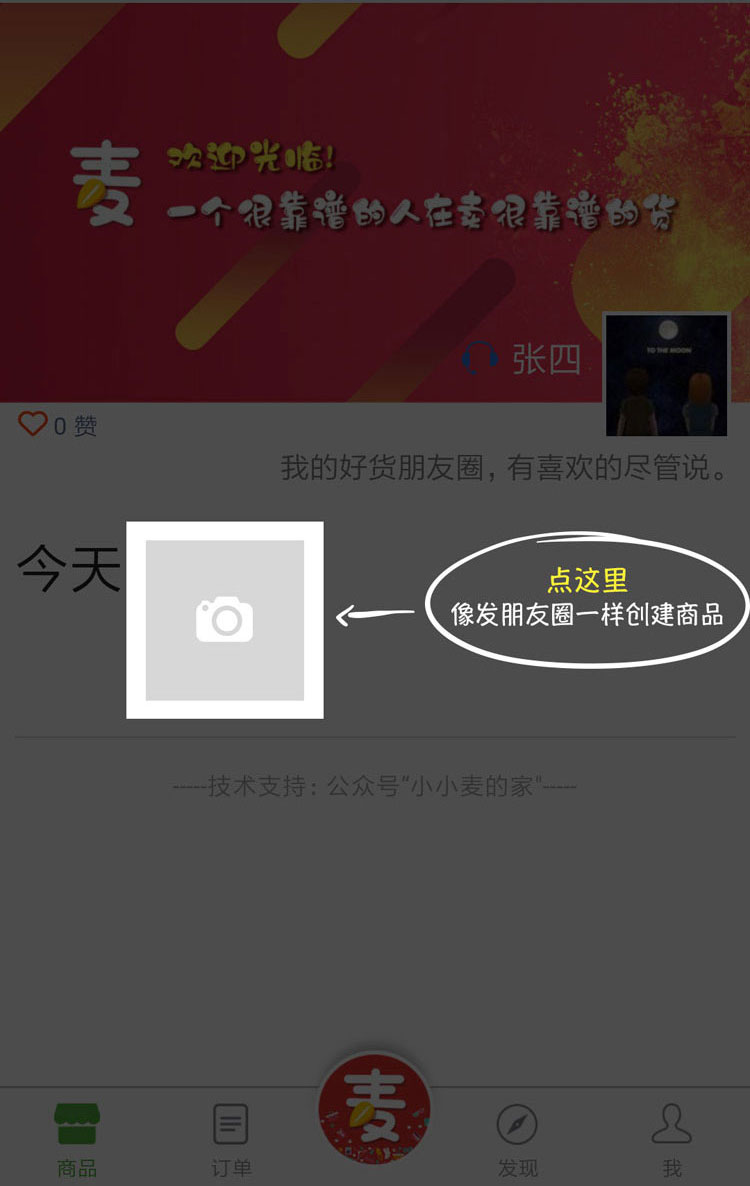 麦
欢迎光临!
一个很靠谱的人在卖很靠谱的货
TO THE MOON
张四
0 赞
我的好货朋友圈，有喜欢的尽管说。
今天
点这里
像发朋友圈一样创建商品
-----技术支持：公众号"小小麦的家"-----
麦
商品
订单
发现
我